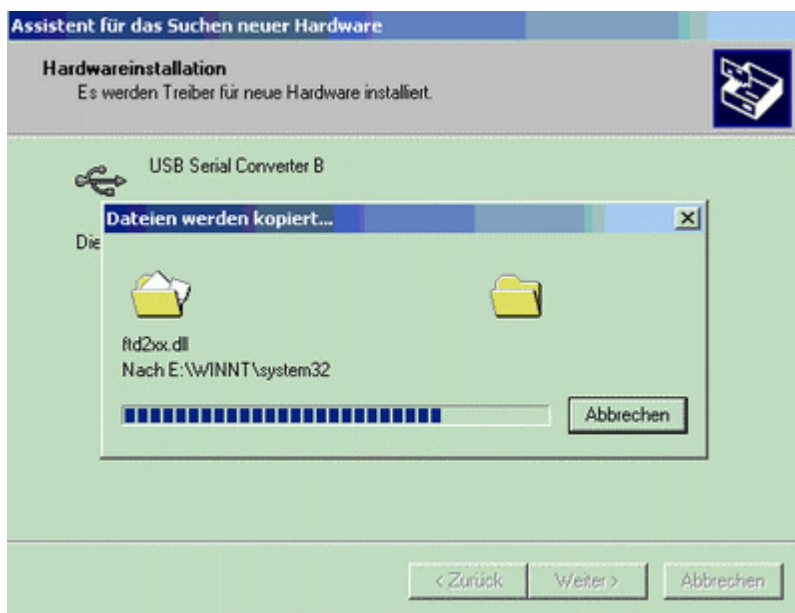 Assistent für das Suchen neuer Hardware
Hardwareinstallation
Es werden Treiber für neue Hardware installiert.
USB Serial Converter B
Dateien werden kopiert...
Die
ftd2xx.dll
Nach E:\WINNT\system32
Abbrechen
< Zurück
Weiter >
Abbrechen